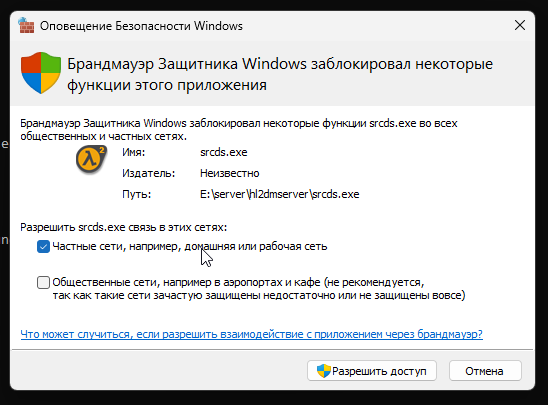 Оповещение Безопасности Windows
Брандмауэр Защитника Windows заблокировал некоторые
функции этого приложения
Брандмауэр Защитника Windows заблокировал некоторые функции srcds.exe во всех
общественных и частных сетях.
2
Имя: srcds.exe
Издатель: Неизвестно
Путь: E:\server\hl2dmserver\srcds.exe
Разрешить srcds.exe связь в этих сетях:
Частные сети, например, домашняя или рабочая сеть
Общественные сети, например в аэропортах и кафе (не рекомендуется,
так как такие сети зачастую защищены недостаточно или не защищены вовсе)
Что может случиться, если разрешить взаимодействие с приложением через брандмауэр?
Разрешить доступ
Отмена